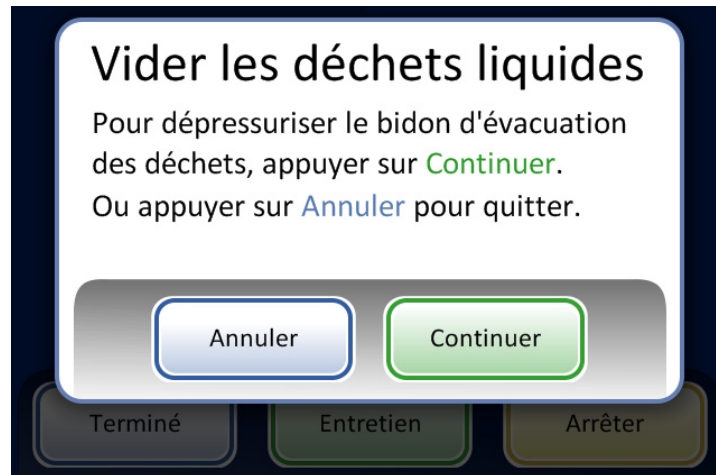 Vider les déchets liquides
Pour dépressuriser le bidon d'évacuation
des déchets, appuyer sur Continuer.
Ou appuyer sur Annuler pour quitter.
Annuler
Continuer
Terminé
Entretien
Arrêter